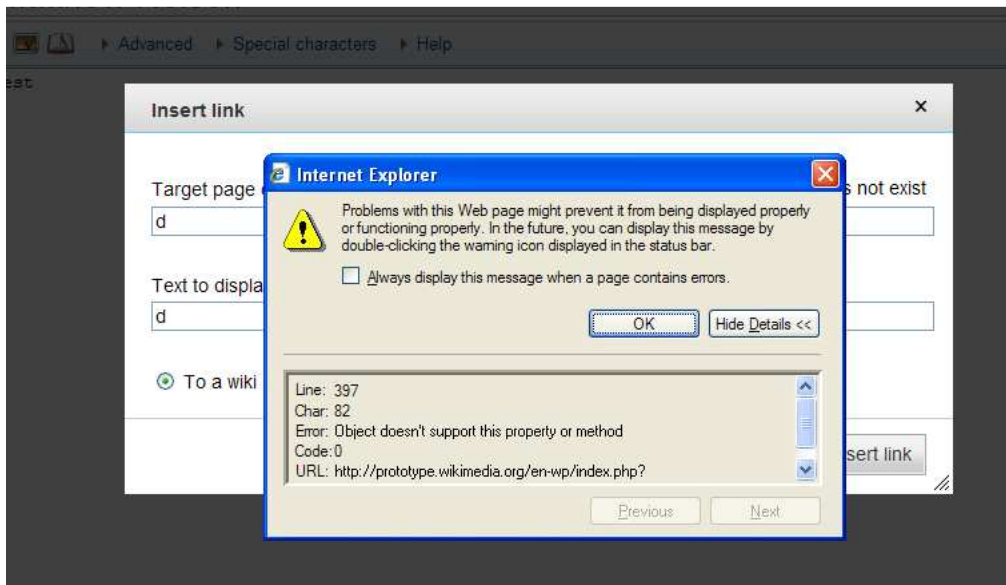 Advanced Special characters Help
est
Insert link
Internet Explorer
Target page
s not exist
d
Problems with this Web page might prevent it from being displayed properly
or functioning properly. In the future, you can display this message by
double-clicking the warning icon displayed in the status bar.
Always display this message when a page contains errors.
Text to displa
d
OK Hide Details <<
To a wiki
Line: 397
Char: 82
Error: Object doesn't support this property or method
Code:0
URL: http://prototype.wikimedia.org/en-wp/index.php?
sert link
Previous Next